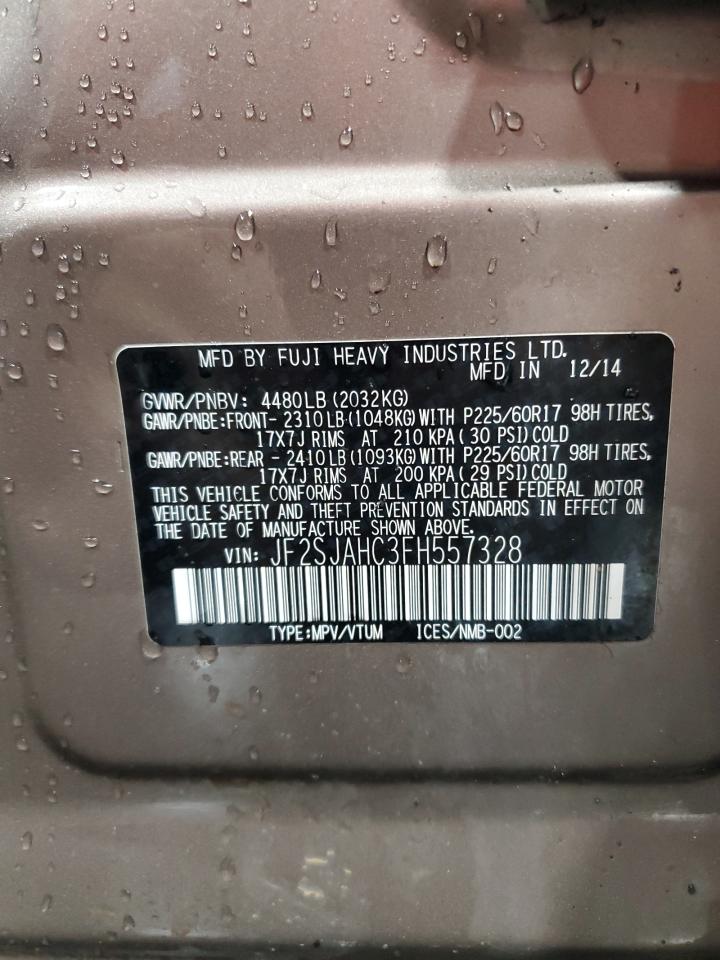 MFD BY FUJI HEAVY INDUSTRIES LTD.
MFD IN 12/14
GVWR/PNBV: 4480LB (2032KG)
GAWR/PNBE:FRONT- 2310 LB (1048KG) WITH P225/60R17 98H TIRES,
17X7J RIMS AT 210 KPA ( 30 PSI) COLD
GAWR/PNBE:REAR - 2410 LB (1093KG) WITH P225/60R17 98H TIRES,
17X7J RIMS AT 200 KPA ( 29 PSI) COLD
THIS VEHICLE CONFORMS TO ALL APPLICABLE FEDERAL MOTOR
VEHICLE SAFETY AND THEFT PREVENTION STANDARDS IN EFFECT ON
THE DATE OF MANUFACTURE SHOWN ABOVE.
VIN: JF2SJAHC3FH557328
TYPE:MPV/VTUM ICES/NMB-002